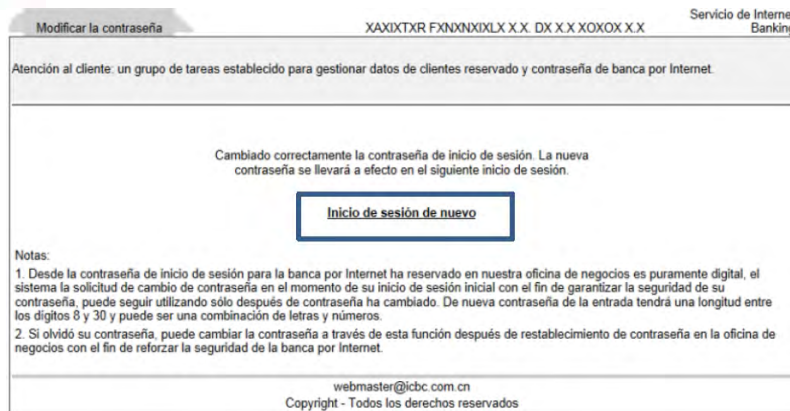 Modificar la contraseña
XAXIXTXR FXNXNXIXLX X.X. DX X.X XOXOX X.X
Servicio de Interne
Banking
Atención al cliente: un grupo de tareas establecido para gestionar datos de clientes reservado y contraseña de banca por Internet.
Cambiado correctamente la contraseña de inicio de sesión. La nueva
contraseña se llevará a efecto en el siguiente inicio de sesión.
Inicio de sesión de nuevo
Notas:
1. Desde la contraseña de inicio de sesión para la banca por Internet ha reservado en nuestra oficina de negocios es puramente digital, el
sistema la solicitud de cambio de contraseña en el momento de su inicio de sesión inicial con el fin de garantizar la seguridad de su
contraseña, puede seguir utilizando sólo después de contraseña ha cambiado. De nueva contraseña de la entrada tendrá una longitud entre
los dígitos 8 y 30 y puede ser una combinación de letras y números.
2. Si olvidó su contraseña, puede cambiar la contraseña a través de esta función después de restablecimiento de contraseña en la oficina de
negocios con el fin de reforzar la seguridad de la banca por Internet.
webmaster@icbc.com.cn
Copyright - Todos los derechos reservados